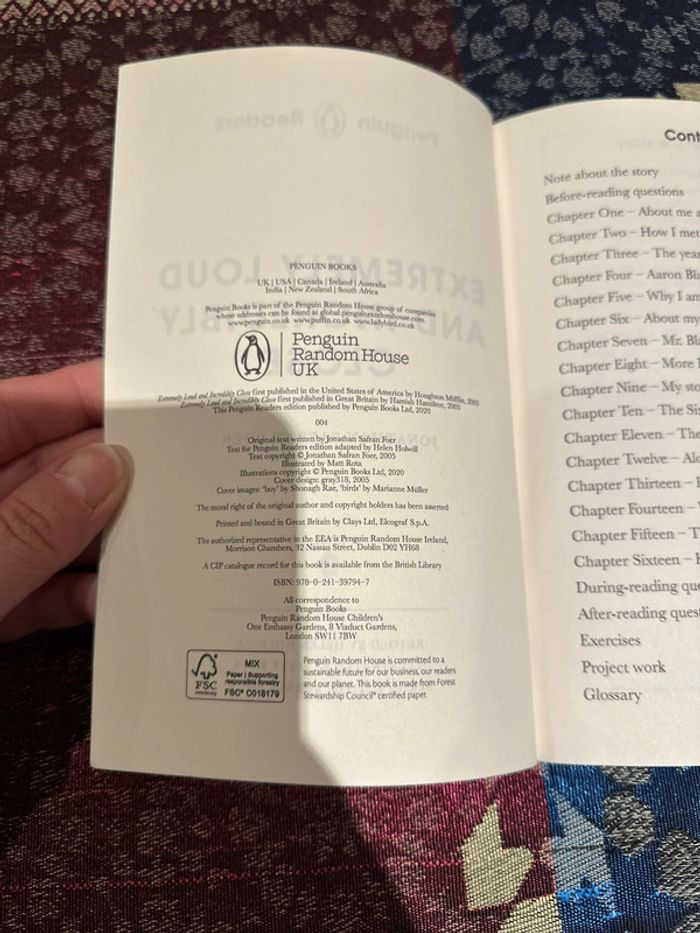 PENGUIN BOOKS
UK | USA | Canada | Ireland | Australia
India | New Zealand | South Africa
Penguin Books is part of the Penguin Random House group of companies
whose addresses can be found at global.penguinrandomhouse.com.
www.penguin.co.uk www.puffin.co.uk www.ladybird.co.uk
Penguin
Random House
UK
Extremely Loud and Incredibly Close first published in the United States of America by Houghton Mifflin, 2005
Extremely Loud and Incredibly Close first published in Great Britain by Hamish Hamilton, 2005
This Penguin Readers edition published by Penguin Books Ltd, 2020
004
Original text written by Jonathan Safran Foer
Text for Penguin Readers edition adapted by Helen Holwill
Text copyright © Jonathan Safran Foer, 2005
Illustrated by Matt Rota
Illustrations copyright © Penguin Books Ltd, 2020
Cover design: gray318, 2005
Cover images: 'boy' by Shonagh Rae, 'birds' by Marianne Müller
The moral right of the original author and copyright holders has been asserted
Printed and bound in Great Britain by Clays Ltd, Elcograf S.p.A.
The authorized representative in the EEA is Penguin Random House Ireland,
Morrison Chambers, 32 Nassau Street, Dublin D02 YH68
A CIP catalogue record for this book is available from the British Library
ISBN: 978-0-241-39794-7
All correspondence to
Penguin Books
Penguin Random House Children's
One Embassy Gardens, 8 Viaduct Gardens,
London SW11 7BW
FSC
MIX
Paper | Supporting
responsible forestry
FSC® C018179
Penguin Random House is committed to a
sustainable future for our business, our readers
and our planet. This book is made from Forest
Stewardship Council® certified paper.
Cont
Note about the story
Before-reading questions
Chapter One – About me a
Chapter Two – How I met
Chapter Three – The year
Chapter Four – Aaron Bla
Chapter Five – Why I a
Chapter Six – About my
Chapter Seven – Mr. Bla
Chapter Eight – More
Chapter Nine – My sto
Chapter Ten – The Si
Chapter Eleven – The
Chapter Twelve – Alo
Chapter Thirteen –
Chapter Fourteen –
Chapter Fifteen – T
Chapter Sixteen –
During-reading que
After-reading quest
Exercises
Project work
Glossary